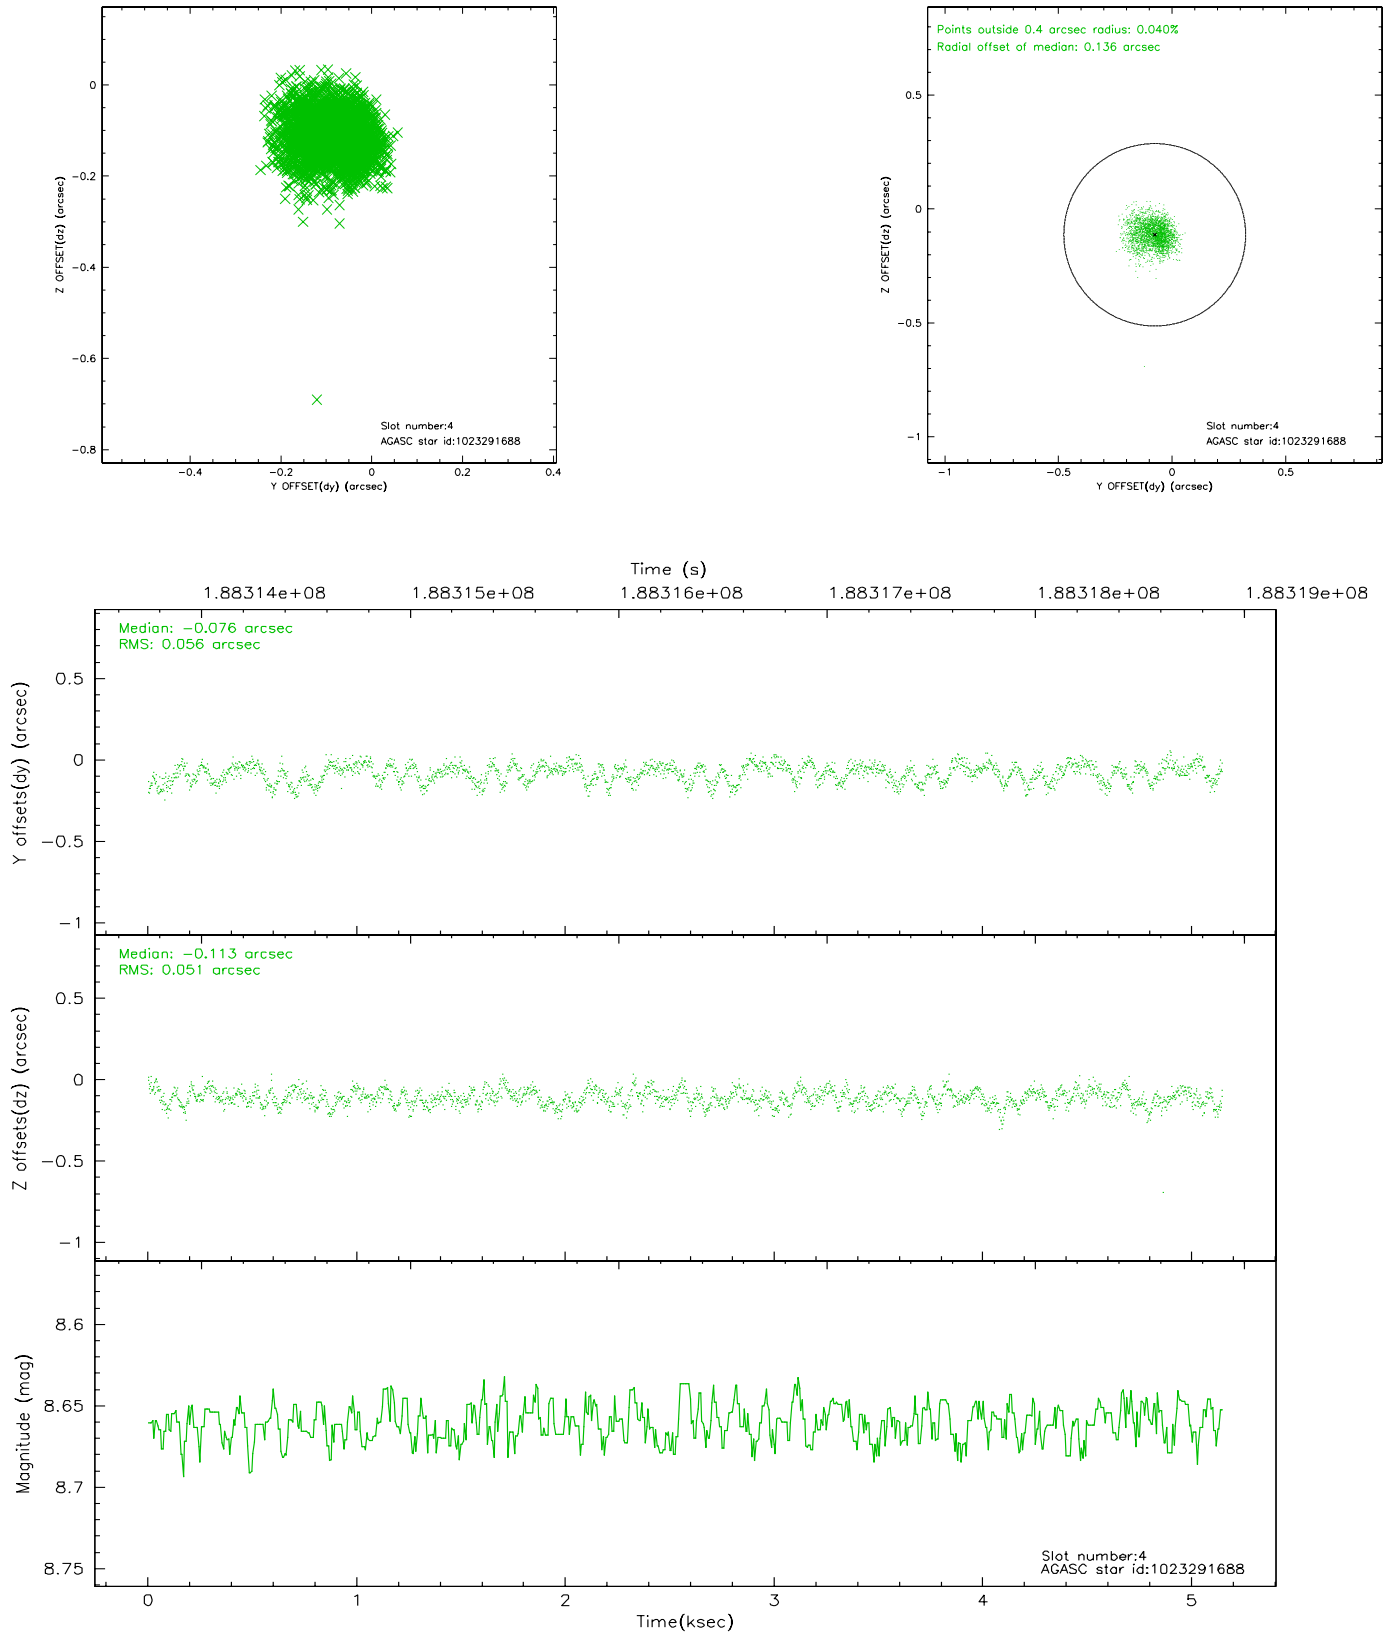 0
-0.2
-0.4
-0.6
-0.8
Z OFFSET(dz) (arcsec)
Slot number:4
AGASC star id:1023291688
-0.4 -0.2 0 0.2 0.4
Y OFFSET(dy) (arcsec)
Points outside 0.4 arcsec radius: 0.040%
Radial offset of median: 0.136 arcsec
0.5
0
-0.5
-1
Z OFFSET(dz) (arcsec)
Slot number:4
AGASC star id:1023291688
-1 -0.5 0 0.5
Y OFFSET(dy) (arcsec)
Time (s)
1.88314e+08 1.88315e+08 1.88316e+08 1.88317e+08 1.88318e+08 1.88319e+08
Median: -0.076 arcsec
RMS: 0.056 arcsec
0.5
0
-0.5
-1
Y offsets(dy) (arcsec)
Median: -0.113 arcsec
RMS: 0.051 arcsec
0.5
0
-0.5
-1
Z offsets(dz) (arcsec)
8.6
8.65
8.7
8.75
Magnitude (mag)
Slot number:4
AGASC star id:1023291688
0 1 2 3 4 5
Time(ksec)